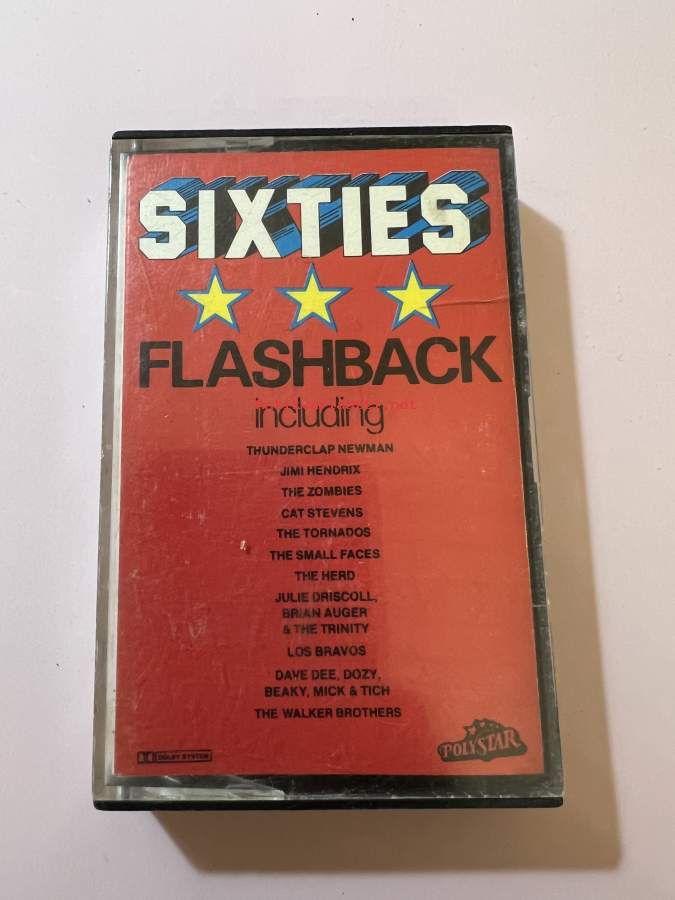 SIXTIES
FLASHBACK
including
THUNDERCLAP NEWMAN
JIMI HENDRIX
THE ZOMBIES
CAT STEVENS
THE TORNADOS
THE SMALL FACES
THE HERD
JULIE DRISCOLL,
BRIAN AUGER
& THE TRINITY
LOS BRAVOS
DAVE DEE, DOZY,
BEAKY, MICK & TICH
THE WALKER BROTHERS
DOLBY SYSTEM
POLYSTAR